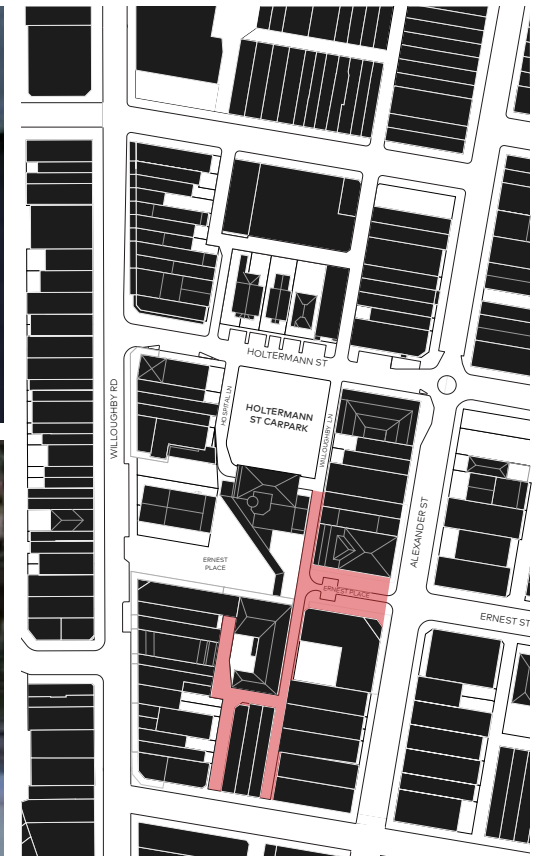 HOLTERMANN ST
WILLOUGHBY RD
HOSPITAL LN
HOLTERMANN
ST CARPARK
WILLOUGHBY LN
ALEXANDER ST
ERNEST
PLACE
ERNEST PLACE
ERNEST ST